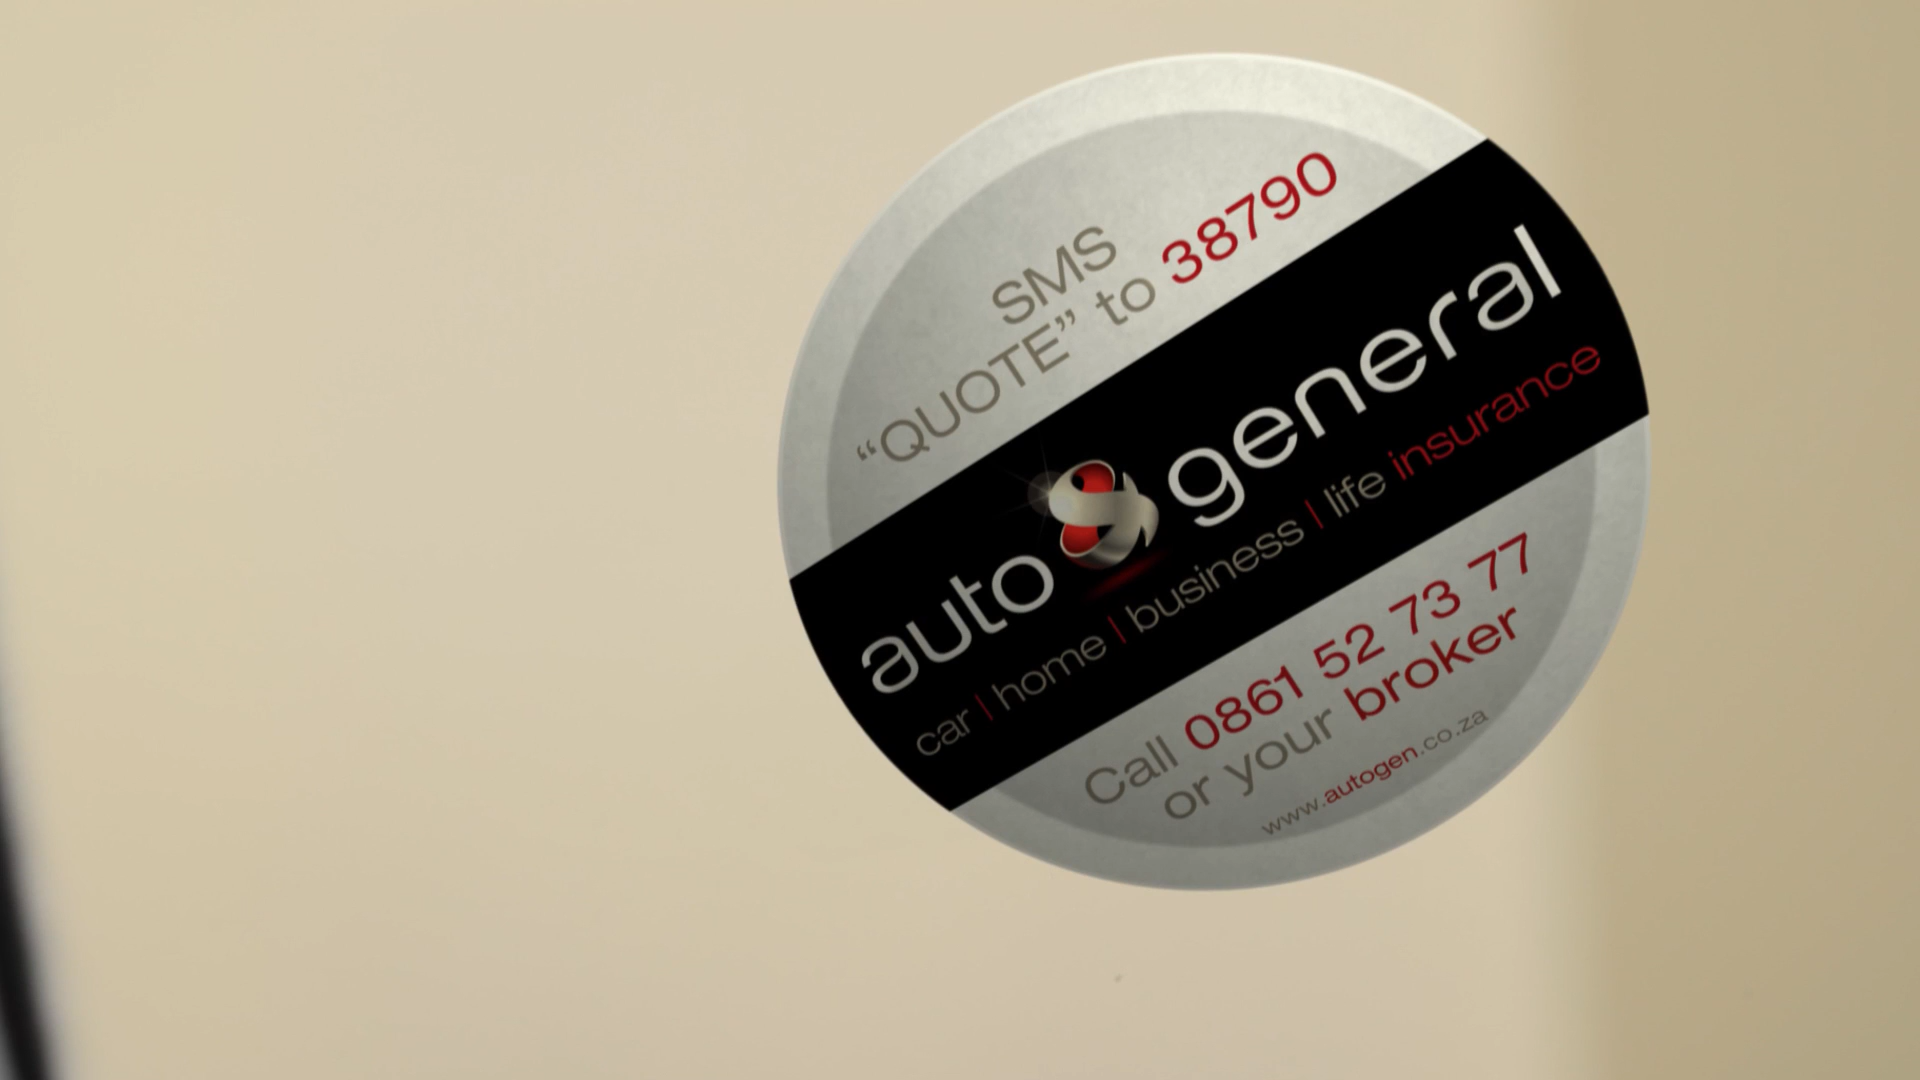 SMS
“QUOTE” to 38790
auto & general
car | home | business | life insurance
Call 0861 52 73 77
or your broker
www.autogen.co.za